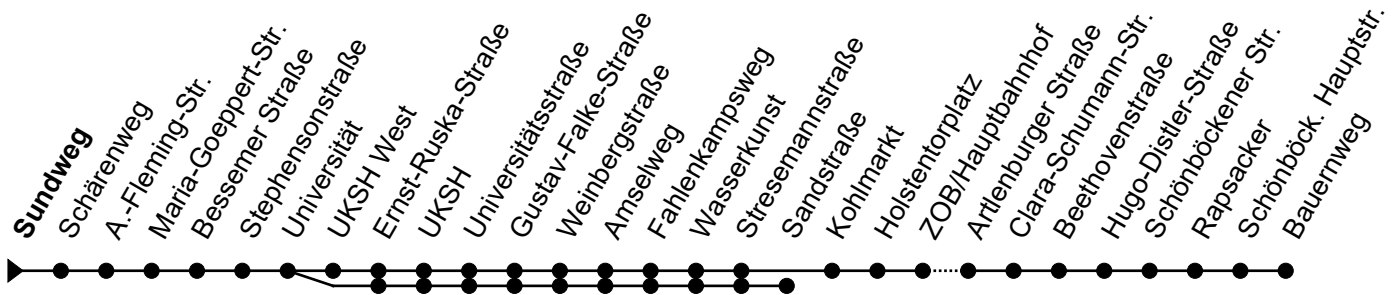 Sundweg
Schärenweg
A.-Fleming-Str.
Maria-Goeppert-Str.
Bessemer Straße
Stephensonstraße
Universität
UKSH West
Ernst-Ruska-Straße
UKSH
Universitätsstraße
Gustav-Falke-Straße
Weinbergstraße
Amselweg
Fahlenkampsweg
Wasserkunst
Stresemannstraße
Sandstraße
Kohlmarkt
Holstentorplatz
ZOB/Hauptbahnhof
Artlenburger Straße
Clara-Schumann-Str.
Beethovenstraße
Hugo-Distler-Straße
Schönböckener Str.
Rapsacker
Schönböck. Hauptstr.
Bauernweg